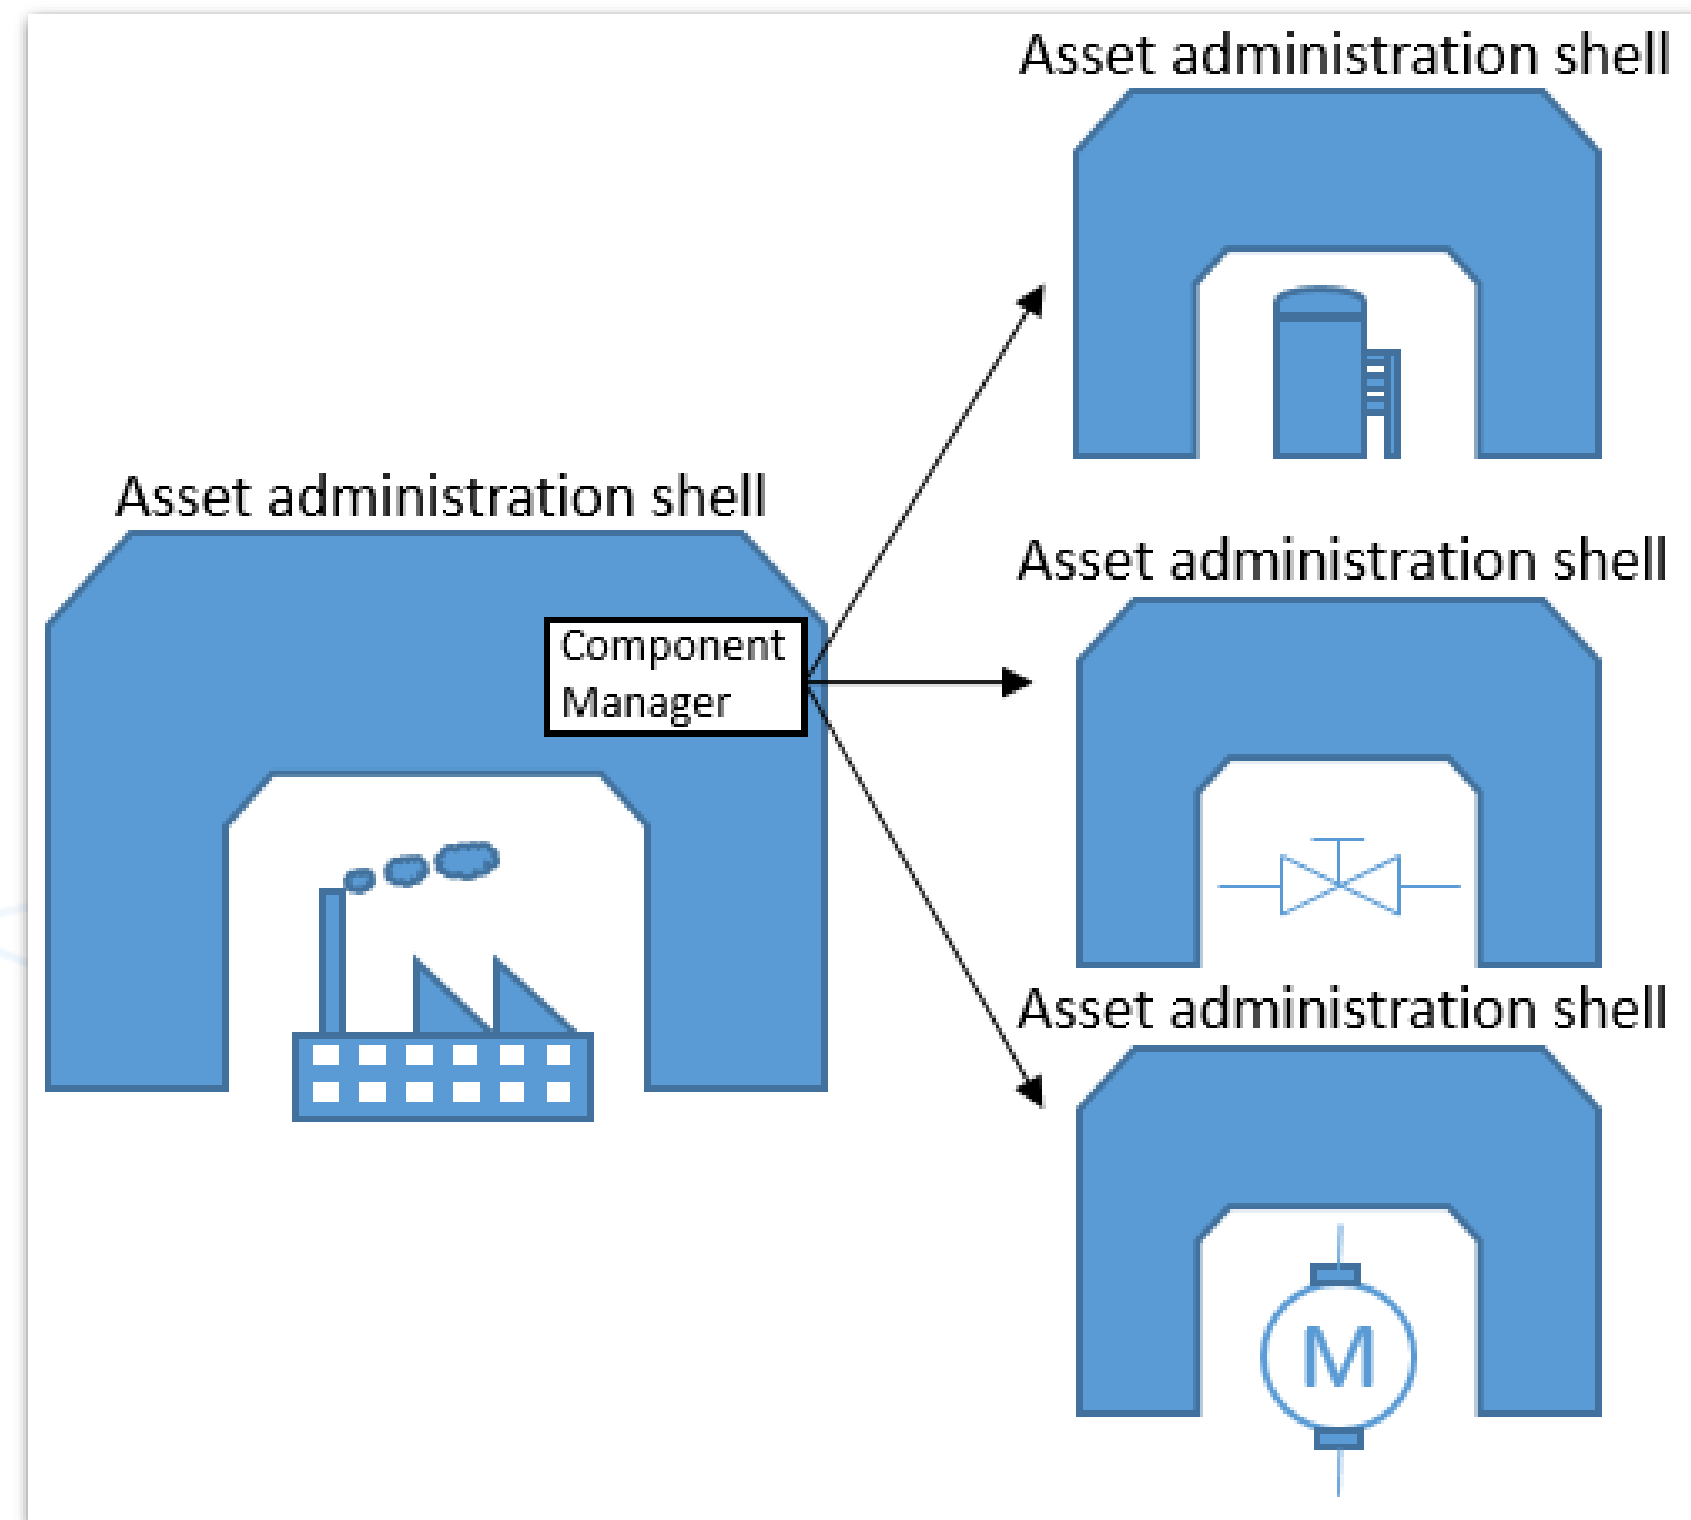 Asset administration shell
Asset administration shell
Component
Manager
Asset administration shell
Asset administration shell
M